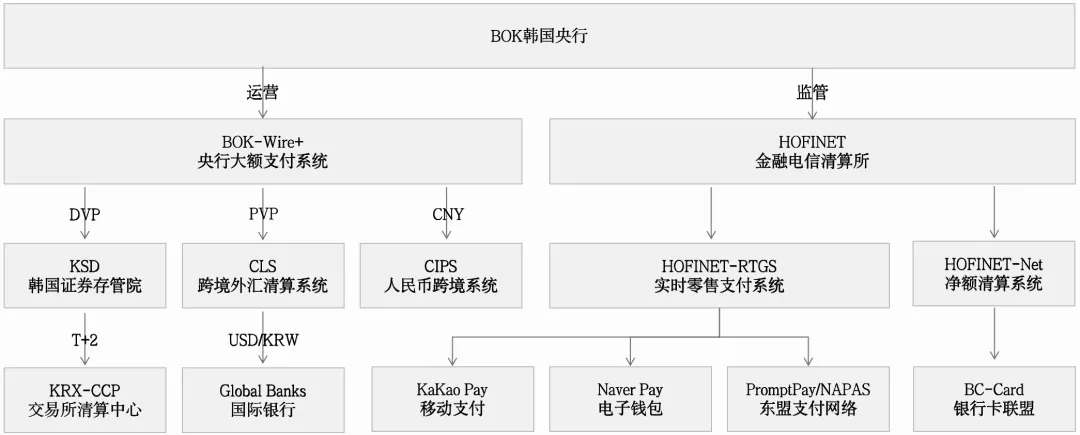 BOK韩国央行
运营
监管
BOK-Wire+
央行大额支付系统
HOFINET
金融电信清算所
DVP
PVP
CNY
KSD
韩国证券存管院
CLS
跨境外汇清算系统
CIPS
人民币跨境系统
HOFINET-RTGS
实时零售支付系统
HOFINET-Net
净额清算系统
T+2
USD/KRW
KRX-CCP
交易所清算中心
Global Banks
国际银行
KaKao Pay
移动支付
Naver Pay
电子钱包
PromptPay/NAPAS
东盟支付网络
BC-Card
银行卡联盟